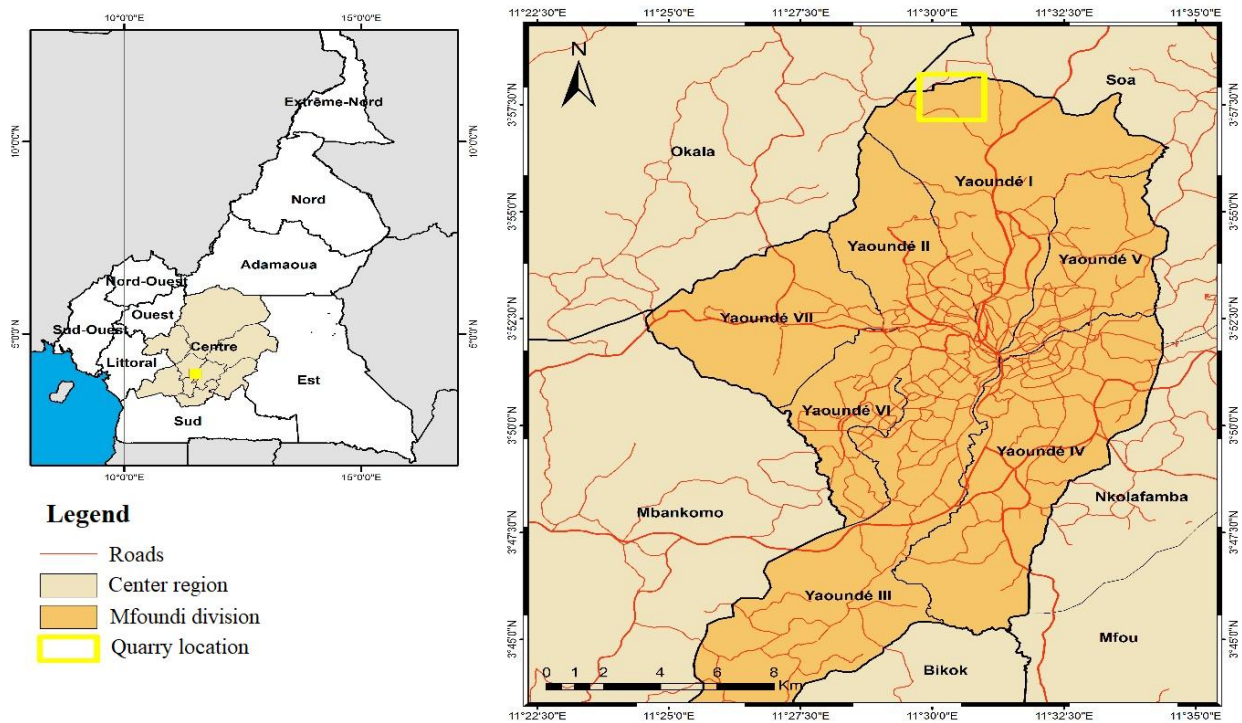 10°0'0"E 15°0'0"E
10°0'0"N 10°0'0"N
5°0'0"N 5°0'0"N
Extrême-Nord
Nord
Adamaoua
Nord-Ouest
Ouest
Sud-Ouest
Littoral
Centre
Est
Sud
10°0'0"E 15°0'0"E
Legend
Roads
Center region
Mfoundi division
Quarry location
11°22'30"E 11°25'0"E 11°27'30"E 11°30'0"E 11°32'30"E 11°35'0"E
N
Soa
3°57'30"N 3°57'30"N
Okala
Yaoundé I
3°55'0"N 3°55'0"N
Yaoundé II
Yaoundé V
3°52'30"N 3°52'30"N
Yaoundé VII
Yaoundé VI
3°50'0"N 3°50'0"N
Yaoundé IV
Nkolafamba
Mbankomo
3°47'30"N 3°47'30"N
Yaoundé III
3°45'0"N 3°45'0"N
Mfou
Bikok
0 1 2 4 6 8
Km
11°22'30"E 11°25'0"E 11°27'30"E 11°30'0"E 11°32'30"E 11°35'0"E